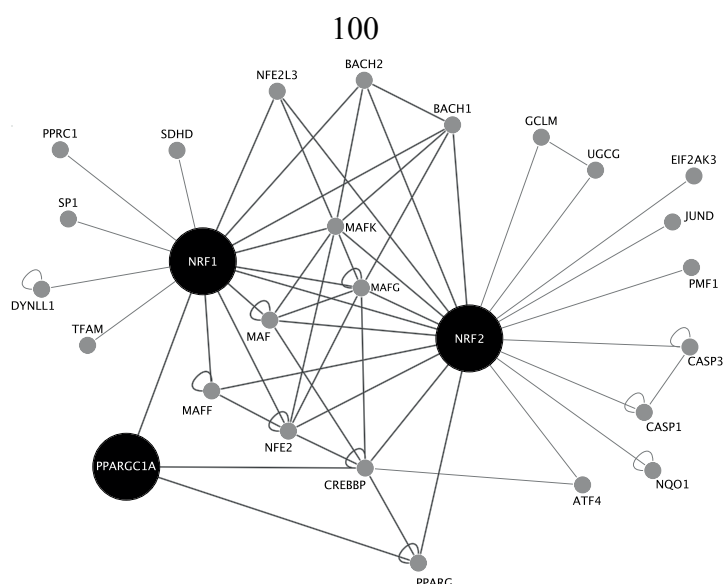 100
BACH2
NFE2L3
BACH1
GCLM
PPRC1
SDHD
UGCG
EIF2AK3
SP1
JUND
MAFK
NRF1
PMF1
MAFG
DYNLL1
TFAM
MAF
NRF2
CASP3
MAFF
CASP1
NFE2
PPARGC1A
CREBBP
NQO1
ATF4
PPARG